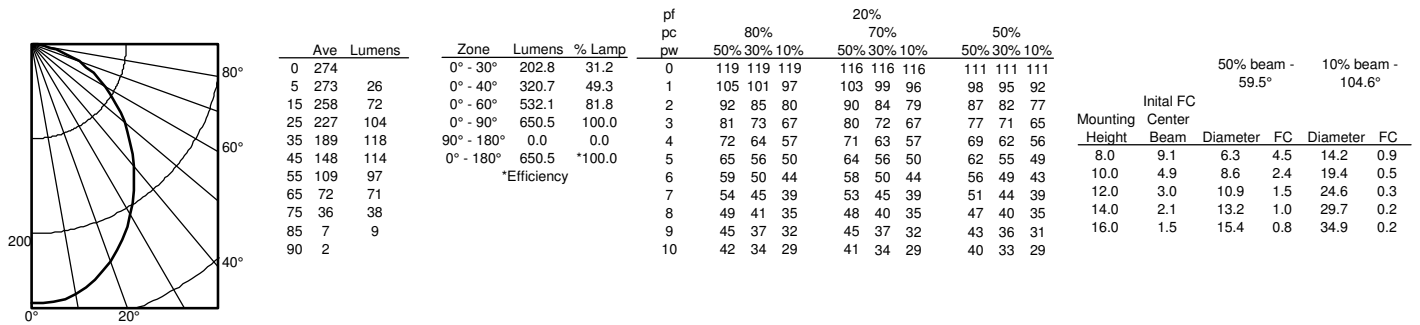 80°
60°
40°
20°
0°
200
Ave Lumens
0 274
5 273 26
15 258 72
25 227 104
35 189 118
45 148 114
55 109 97
65 72 71
75 36 38
85 7 9
90 2
Zone Lumens % Lamp
0° - 30° 202.8 31.2
0° - 40° 320.7 49.3
0° - 60° 532.1 81.8
0° - 90° 650.5 100.0
90° - 180° 0.0 0.0
0° - 180° 650.5 *100.0
*Efficiency
pf 20%
pc 80% 70% 50%
pw 50% 30% 10% 50% 30% 10% 50% 30% 10%
0 119 119 119 116 116 116 111 111 111
1 105 101 97 103 99 96 98 95 92
2 92 85 80 90 84 79 87 82 77
3 81 73 67 80 72 67 77 71 65
4 72 64 57 71 63 57 69 62 56
5 65 56 50 64 56 50 62 55 49
6 59 50 44 58 50 44 56 49 43
7 54 45 39 53 45 39 51 44 39
8 49 41 35 48 40 35 47 40 35
9 45 37 32 45 37 32 43 36 31
10 42 34 29 41 34 29 40 33 29
50% beam - 10% beam -
59.5° 104.6°
Inital FC
Mounting Center
Height Beam Diameter FC Diameter FC
8.0 9.1 6.3 4.5 14.2 0.9
10.0 4.9 8.6 2.4 19.4 0.5
12.0 3.0 10.9 1.5 24.6 0.3
14.0 2.1 13.2 1.0 29.7 0.2
16.0 1.5 15.4 0.8 34.9 0.2